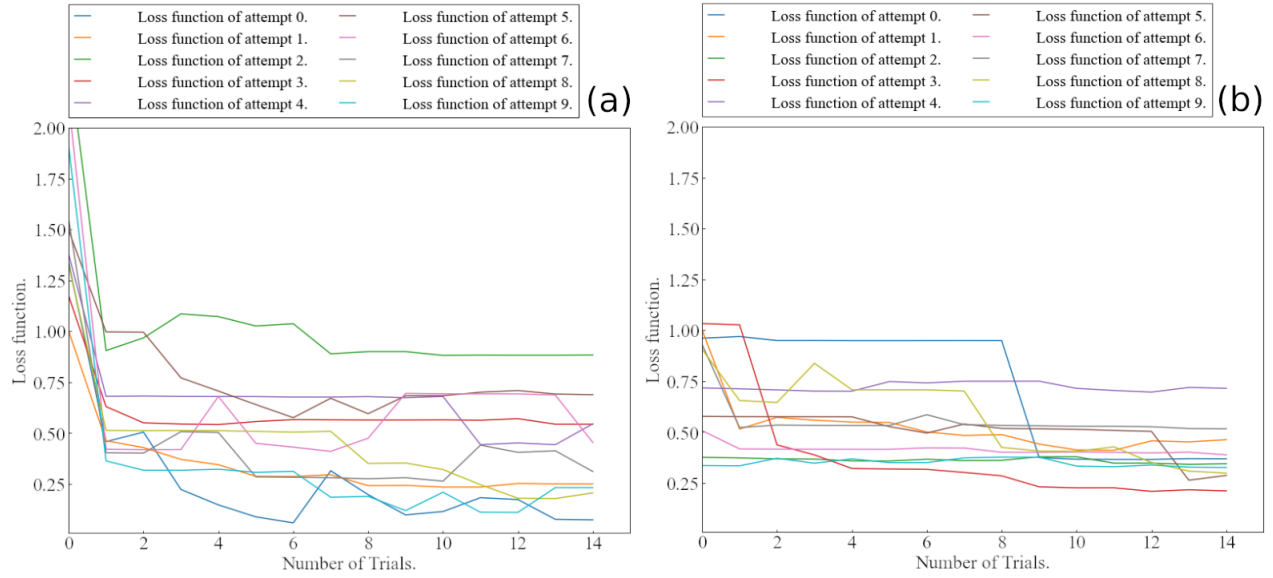 Loss function of attempt 0.
Loss function of attempt 1.
Loss function of attempt 2.
Loss function of attempt 3.
Loss function of attempt 4.
Loss function of attempt 5.
Loss function of attempt 6.
Loss function of attempt 7.
Loss function of attempt 8.
Loss function of attempt 9.
(a)
2.00
1.75
1.50
1.25
1.00
0.75
0.50
0.25
Loss function.
0 2 4 6 8 10 12 14
Number of Trials.
Loss function of attempt 0.
Loss function of attempt 1.
Loss function of attempt 2.
Loss function of attempt 3.
Loss function of attempt 4.
Loss function of attempt 5.
Loss function of attempt 6.
Loss function of attempt 7.
Loss function of attempt 8.
Loss function of attempt 9.
(b)
2.00
1.75
1.50
1.25
1.00
0.75
0.50
0.25
Loss function.
0 2 4 6 8 10 12 14
Number of Trials.